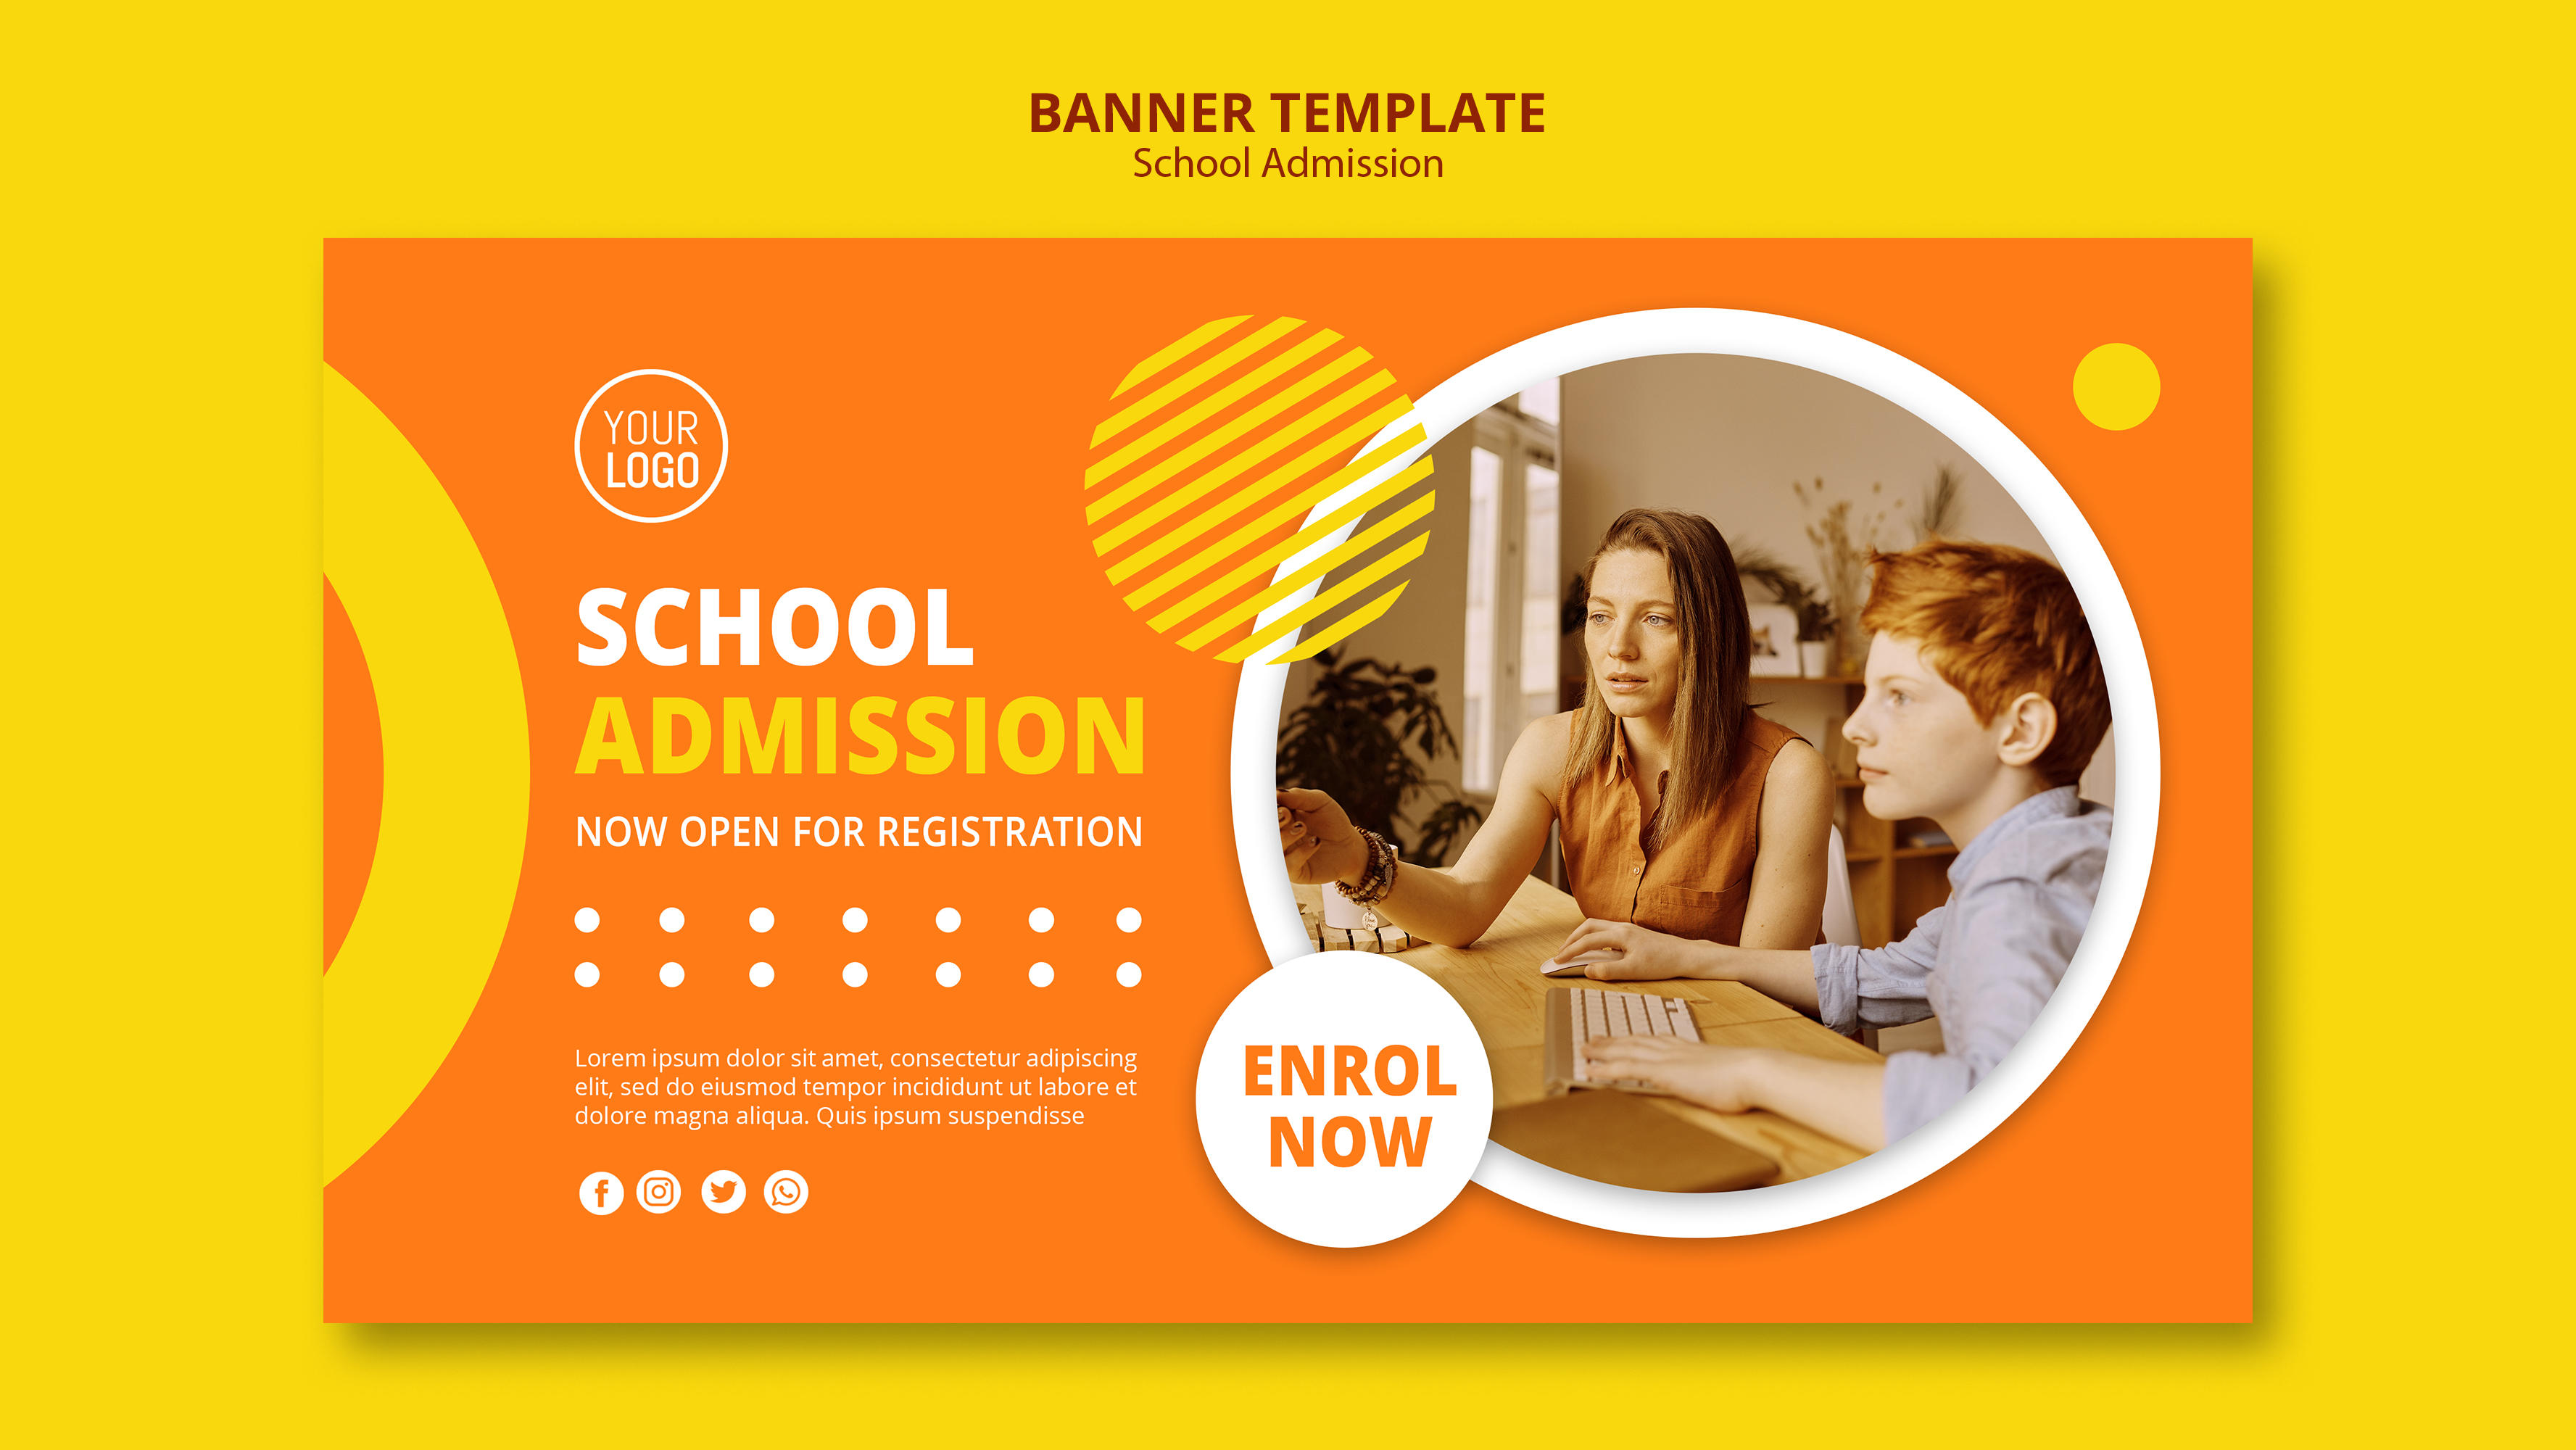 BANNER TEMPLATE
School Admission
YOUR
LOGO
SCHOOL
ADMISSION
NOW OPEN FOR REGISTRATION
Lorem ipsum dolor sit amet, consectetur adipiscing
elit, sed do eiusmod tempor incididunt ut labore et
dolore magna aliqua. Quis ipsum suspendisse
ENROL
NOW